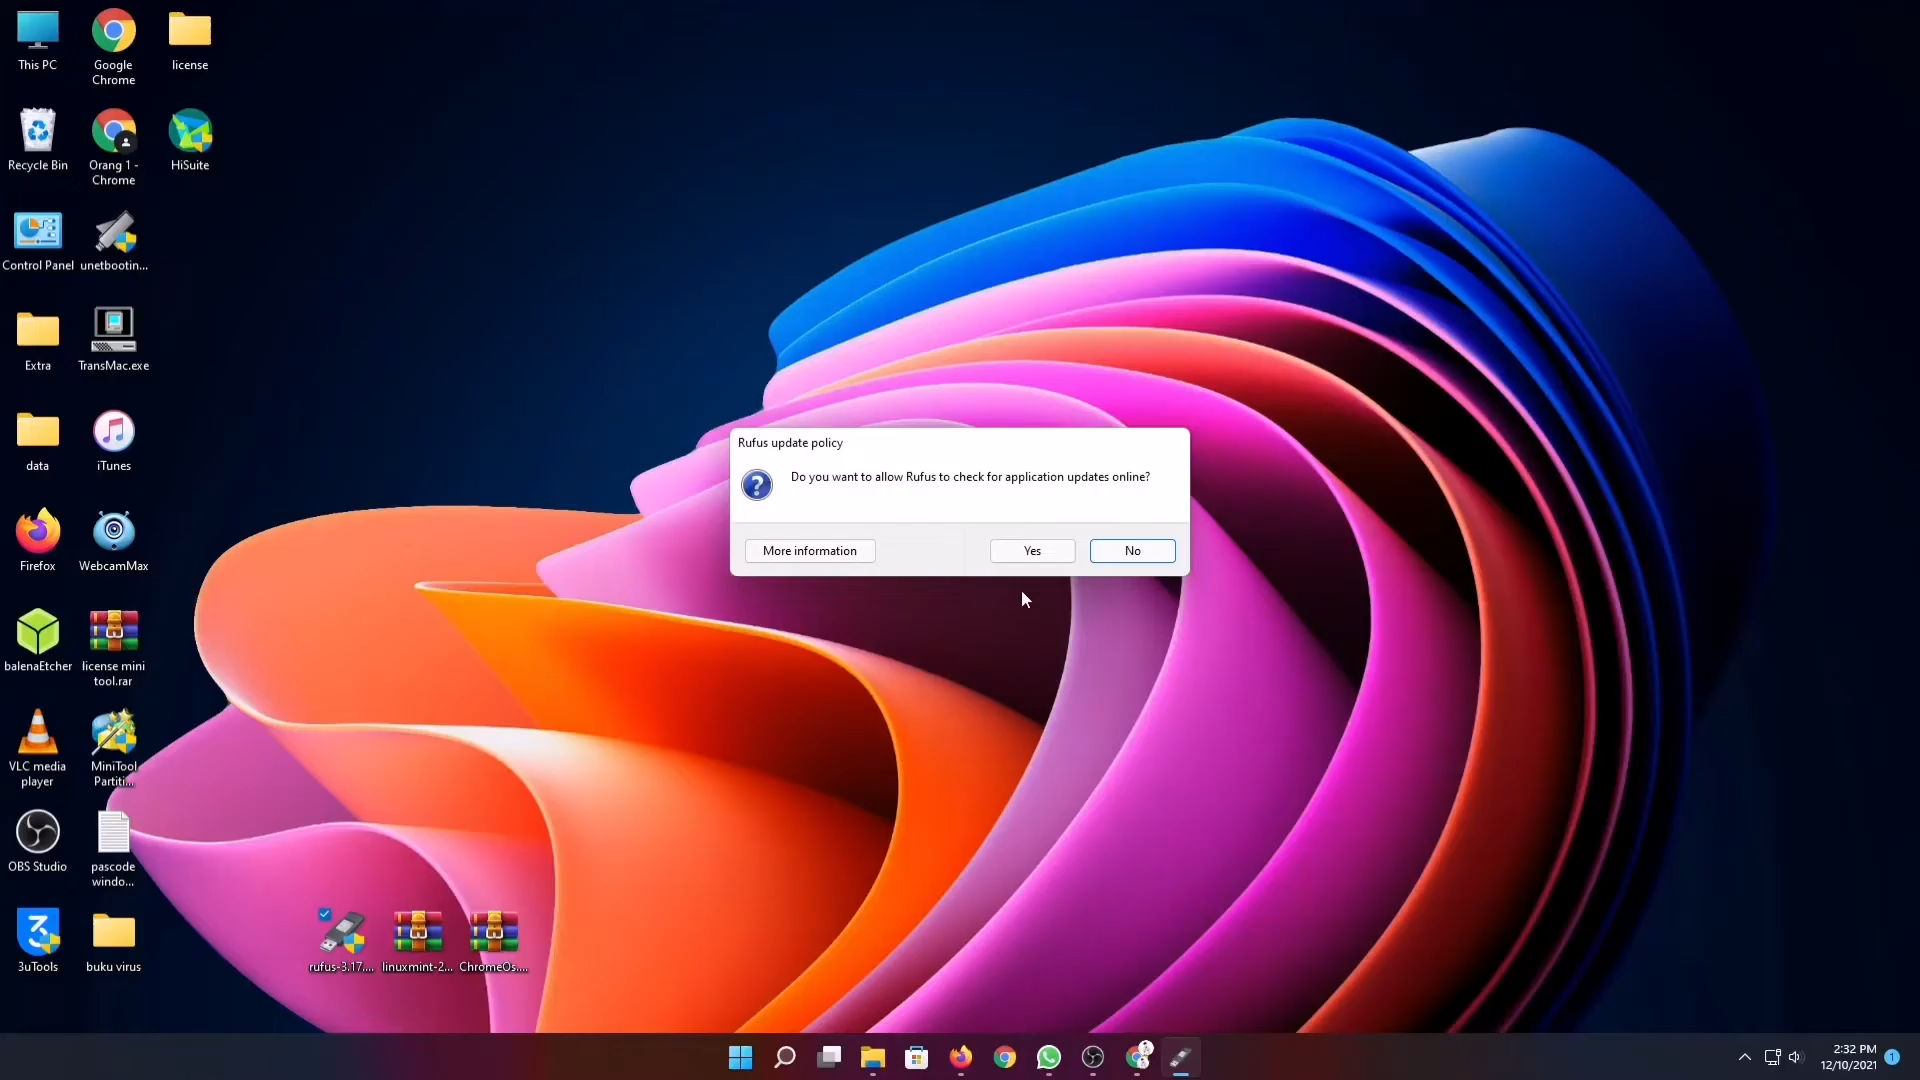 This PC
Google
Chrome
license
Recycle Bin
Orang 1 -
Chrome
HiSuite
Control Panel
unetbootin...
Extra
TransMac.exe
data
iTunes
Firefox
WebcamMax
balenaEtcher
license mini
tool.rar
VLC media
player
MiniTool
Partiti...
OBS Studio
pascode
windo...
3uTools
buku virus
rufus-3.17....
linuxmint-2...
ChromeOs....
Rufus update policy
Do you want to allow Rufus to check for application updates online?
More information
Yes
No
2:32 PM
12/10/2021
1